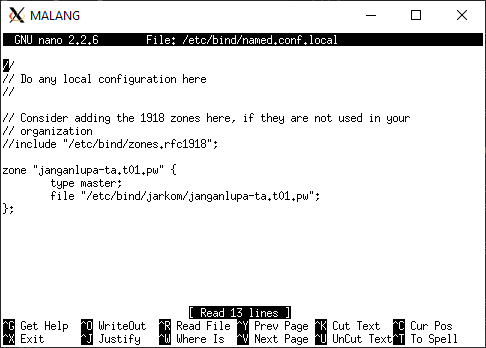 MALANG
GNU nano 2.2.6 File: /etc/bind/named.conf.local
//
// Do any local configuration here
//
// Consider adding the 1918 zones here, if they are not used in your
// organization
//include "/etc/bind/zones.rfc1918";
zone "janganlupa-ta.t01.pw" {
type master;
file "/etc/bind/jarkom/janganlupa-ta.t01.pw";
};
[ Read 13 lines ]
^G Get Help ^O WriteOut ^R Read File ^Y Prev Page ^K Cut Text ^C Cur Pos
^X Exit ^J Justify ^W Where Is ^V Next Page ^U UnCut Text ^T To Spell